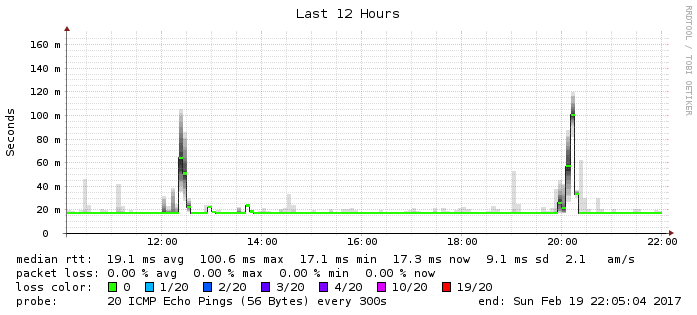 Last 12 Hours
RRDTOOL / TOBI OETIKER
Seconds
160 m
140 m
120 m
100 m
80 m
60 m
40 m
20 m
0
12:00 14:00 16:00 18:00 20:00 22:00
median rtt: 19.1 ms avg 100.6 ms max 17.1 ms min 17.3 ms now 9.1 ms sd 2.1 am/s
packet loss: 0.00 % avg 0.00 % max 0.00 % min 0.00 % now
loss color: 0 1/20 2/20 3/20 4/20 10/20 19/20
probe: 20 ICMP Echo Pings (56 Bytes) every 300s end: Sun Feb 19 22:05:04 2017